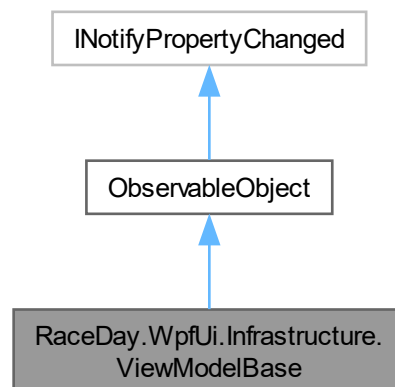 INotifyPropertyChanged
ObservableObject
RaceDay.WpfUi.Infrastructure.
ViewModelBase